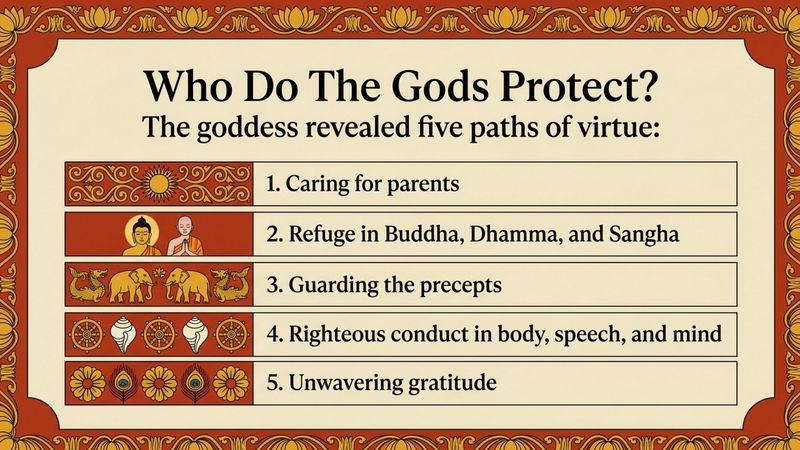 Who Do The Gods Protect?
The goddess revealed five paths of virtue:
1. Caring for parents
2. Refuge in Buddha, Dhamma, and Sangha
3. Guarding the precepts
4. Righteous conduct in body, speech, and mind
5. Unwavering gratitude